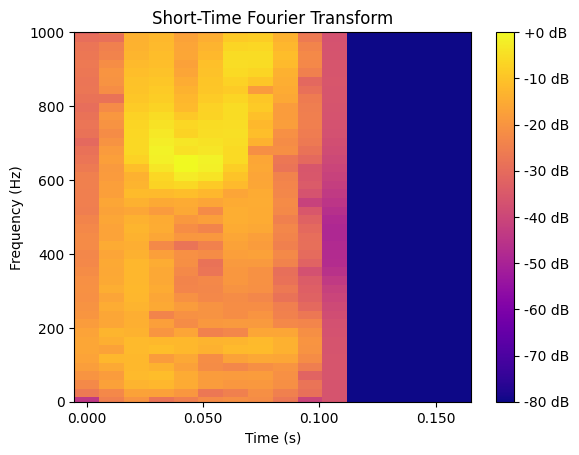 Short-Time Fourier Transform
1000
800
600
400
200
0
Frequency (Hz)
0.000
0.050
0.100
0.150
Time (s)
+0 dB
-10 dB
-20 dB
-30 dB
-40 dB
-50 dB
-60 dB
-70 dB
-80 dB